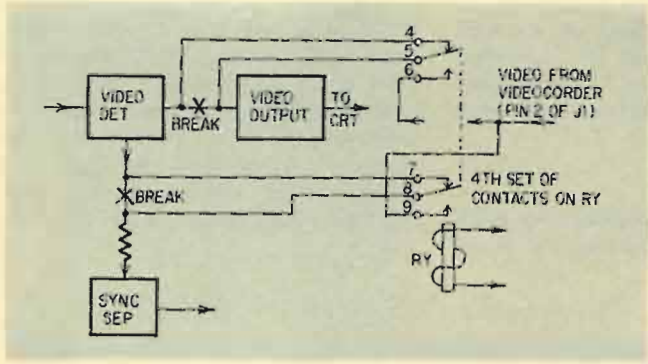 4
5
6
VIDEO
DET
BREAK
VIDEO
OUTPUT
TO
CRT
VIDEO FROM
VIDEOCORDER
(PIN 2 OF J1)
7
8
9
BREAK
4TH SET OF
CONTACTS ON RY
RY
SYNC
SEP